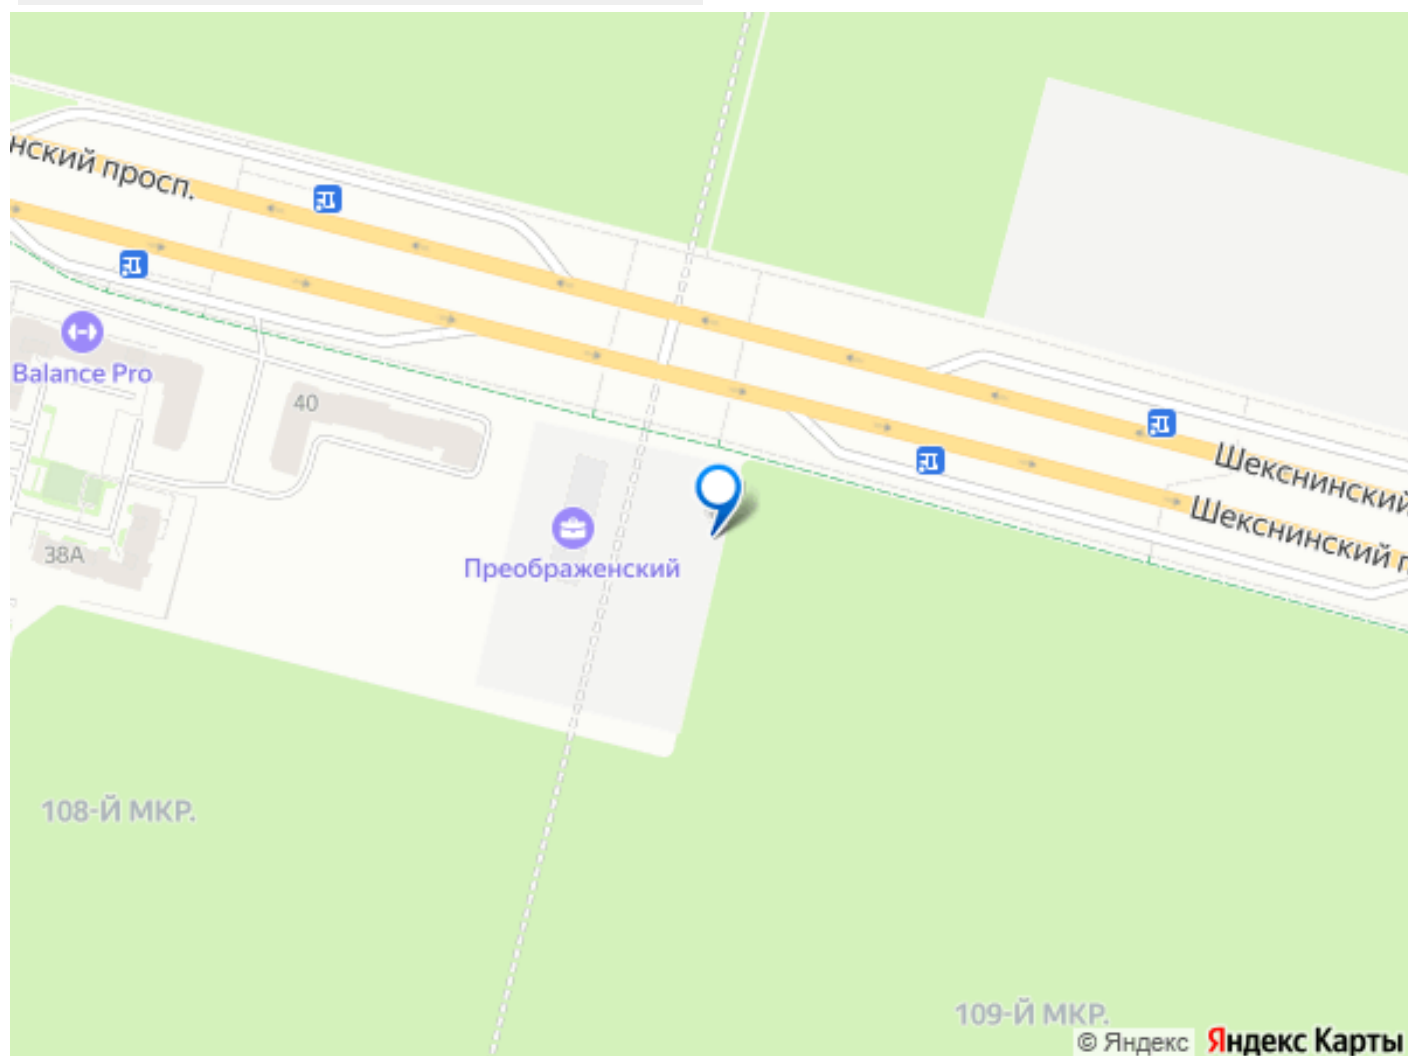 нский просп.
Balance Pro
40
Шекснинский
Шекснинский п
38А
Преображенский
108-Й МКР.
109-Й МКР.
© Яндекс Яндекс Карты